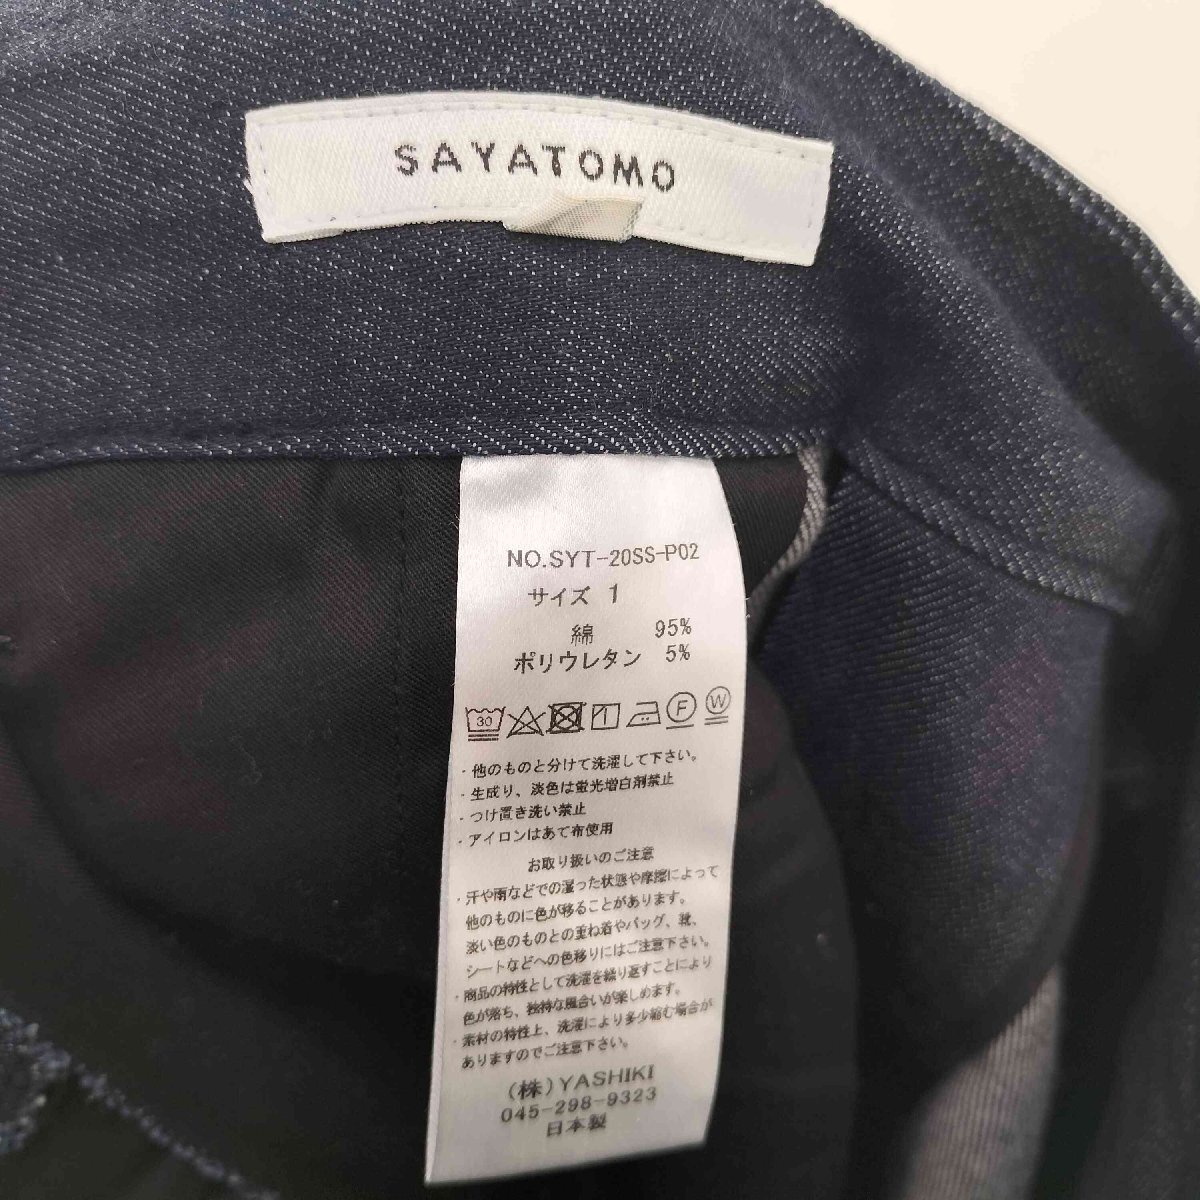 SAYATOMO
NO.SYT-20SS-P02
サイズ 1
綿 95%
ポリウレタン 5%
30
F
W
・他のものと分けて洗濯して下さい。
・生成り、淡色は蛍光増白剤禁止
・つけ置き洗い禁止
・アイロンはあて布使用
お取り扱いのご注意
・汗や雨などでの湿った状態や摩擦によって
他のものに色が移ることがあります。
淡い色のものとの重ね着やバッグ、靴、
シートなどへの色移りにはご注意下さい。
・商品の特性として洗濯を繰り返すことにより
色が落ち、独特な風合いが楽しめます。
・素材の特性上、洗濯により多少縮む場合が
ありますのでご注意下さい。
(株)YASHIKI
045-298-9323
日本製